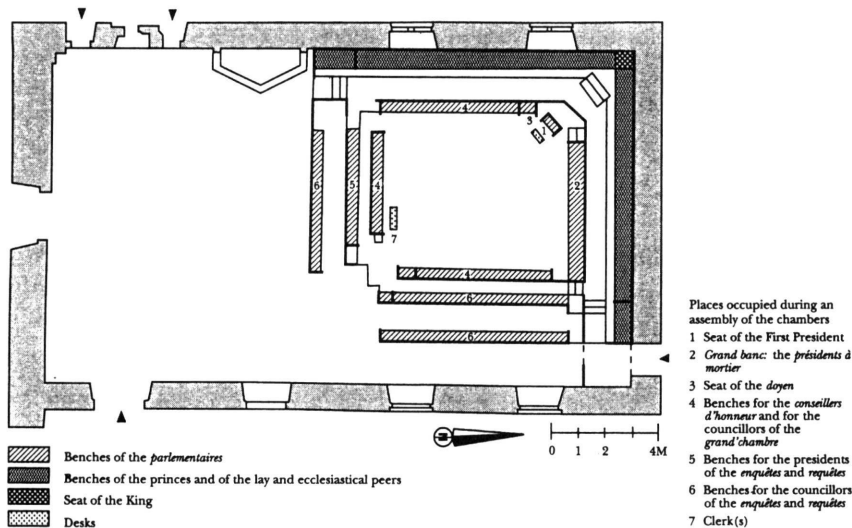 4
3
1
6
5
4
2
7
4
6
6
N
0 1 2 4M
Benches of the parlementaires
Benches of the princes and of the lay and ecclesiastical peers
Seat of the King
Desks
Places occupied during an
assembly of the chambers
1 Seat of the First President
2 Grand banc: the présidents à
mortier
3 Seat of the doyen
4 Benches for the conseillers
d'honneur and for the
councillors of the
grand'chambre
5 Benches for the presidents
of the enquêtes and requêtes
6 Benches for the councillors
of the enquêtes and requêtes
7 Clerk(s)